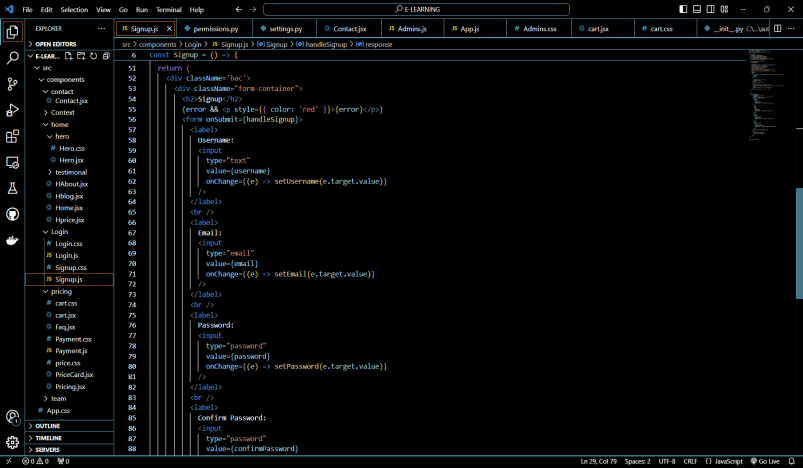 File Edit Selection View Go Run Terminal Help
E-LEARNING
EXPLORER
Signup.js
permissions.py
settings.py
Contact.jsx
Admins.js
App.js
Admins.css
cart.jsx
cart.css
__init__.py C:\...\aut
OPEN EDITORS
src > components > Login > JS Signup.js > Signup > handleSignup > response
E-LEAR...
6 const Signup = () => {
src
components
contact
Contact.jsx
Context
home
hero
Hero.css
Hero.jsx
testimonal
HAbout.jsx
Hblog.jsx
Home.jsx
Hprice.jsx
Login
Login.css
Login.js
Signup.css
Signup.js
pricing
cart.css
cart.jsx
Faq.jsx
Payment.css
Payment.js
price.css
PriceCard.jsx
Pricing.jsx
team
App.css
OUTLINE
TIMELINE
SERVERS
51 return (
52 <div className='bac'>
53 <div className="form-container">
54 <h2>Signup</h2>
55 {error && <p style={{ color: 'red' }}>{error}</p>}
56 <form onSubmit={handleSignup}>
57 <label>
58 Username:
59 <input
60 type="text"
61 value={username}
62 onChange={(e) => setUsername(e.target.value)}
63 />
64 </label>
65 <br />
66 <label>
67 Email:
68 <input
69 type="email"
70 value={email}
71 onChange={(e) => setEmail(e.target.value)}
72 />
73 </label>
74 <br />
75 <label>
76 Password:
77 <input
78 type="password"
79 value={password}
80 onChange={(e) => setPassword(e.target.value)}
81 />
82 </label>
83 <br />
84 <label>
85 Confirm Password:
86 <input
87 type="password"
88 value={confirmPassword}
0 0 0 Ln 29, Col 79 Spaces: 2 UTF-8 CRLF {} JavaScript Go Live